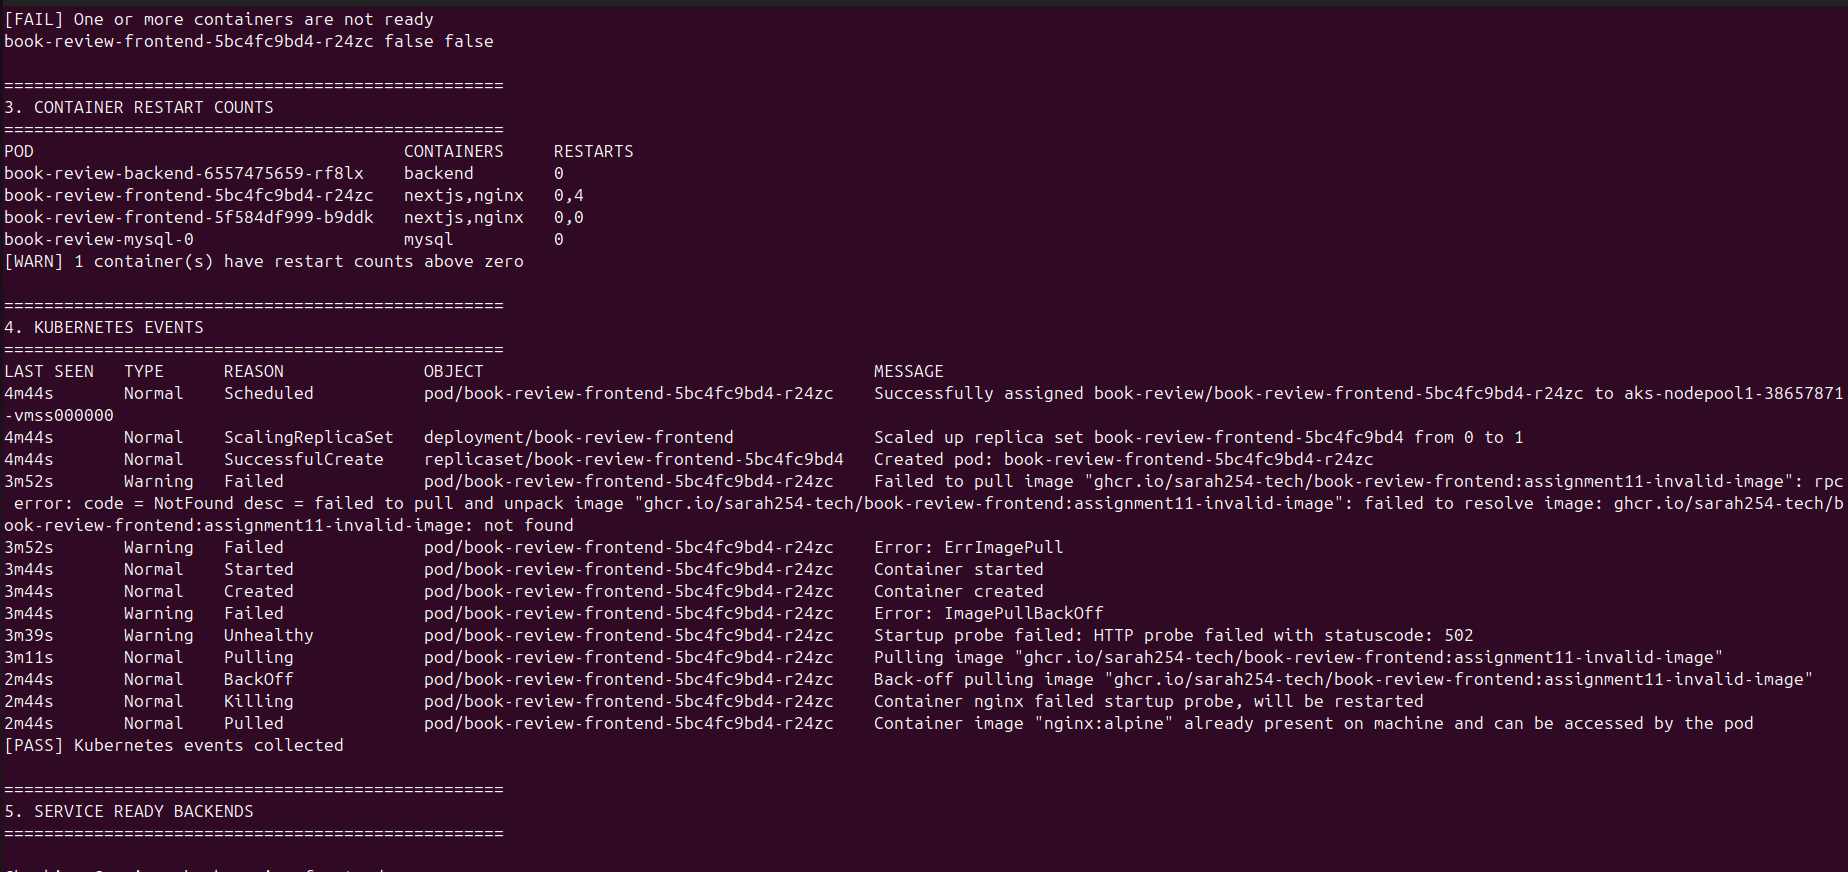 [FAIL] One or more containers are not ready
book-review-frontend-5bc4fc9bd4-r24zc false false
==================================================
3. CONTAINER RESTART COUNTS
==================================================
POD CONTAINERS RESTARTS
book-review-backend-6557475659-rf8lx backend 0
book-review-frontend-5bc4fc9bd4-r24zc nextjs,nginx 0,4
book-review-frontend-5f584df999-b9ddk nextjs,nginx 0,0
book-review-mysql-0 mysql 0
[WARN] 1 container(s) have restart counts above zero
==================================================
4. KUBERNETES EVENTS
==================================================
LAST SEEN TYPE REASON OBJECT MESSAGE
4m44s Normal Scheduled pod/book-review-frontend-5bc4fc9bd4-r24zc Successfully assigned book-review/book-review-frontend-5bc4fc9bd4-r24zc to aks-nodepool1-38657871
-vmss000000
4m44s Normal ScalingReplicaSet deployment/book-review-frontend Scaled up replica set book-review-frontend-5bc4fc9bd4 from 0 to 1
4m44s Normal SuccessfulCreate replicaset/book-review-frontend-5bc4fc9bd4 Created pod: book-review-frontend-5bc4fc9bd4-r24zc
3m52s Warning Failed pod/book-review-frontend-5bc4fc9bd4-r24zc Failed to pull image "ghcr.io/sarah254-tech/book-review-frontend:assignment11-invalid-image": rpc
error: code = NotFound desc = failed to pull and unpack image "ghcr.io/sarah254-tech/book-review-frontend:assignment11-invalid-image": failed to resolve image: ghcr.io/sarah254-tech/b
ook-review-frontend:assignment11-invalid-image: not found
3m52s Warning Failed pod/book-review-frontend-5bc4fc9bd4-r24zc Error: ErrImagePull
3m44s Normal Started pod/book-review-frontend-5bc4fc9bd4-r24zc Container started
3m44s Normal Created pod/book-review-frontend-5bc4fc9bd4-r24zc Container created
3m44s Warning Failed pod/book-review-frontend-5bc4fc9bd4-r24zc Error: ImagePullBackOff
3m39s Warning Unhealthy pod/book-review-frontend-5bc4fc9bd4-r24zc Startup probe failed: HTTP probe failed with statuscode: 502
3m11s Normal Pulling pod/book-review-frontend-5bc4fc9bd4-r24zc Pulling image "ghcr.io/sarah254-tech/book-review-frontend:assignment11-invalid-image"
2m44s Normal BackOff pod/book-review-frontend-5bc4fc9bd4-r24zc Back-off pulling image "ghcr.io/sarah254-tech/book-review-frontend:assignment11-invalid-image"
2m44s Normal Killing pod/book-review-frontend-5bc4fc9bd4-r24zc Container nginx failed startup probe, will be restarted
2m44s Normal Pulled pod/book-review-frontend-5bc4fc9bd4-r24zc Container image "nginx:alpine" already present on machine and can be accessed by the pod
[PASS] Kubernetes events collected
==================================================
5. SERVICE READY BACKENDS
==================================================